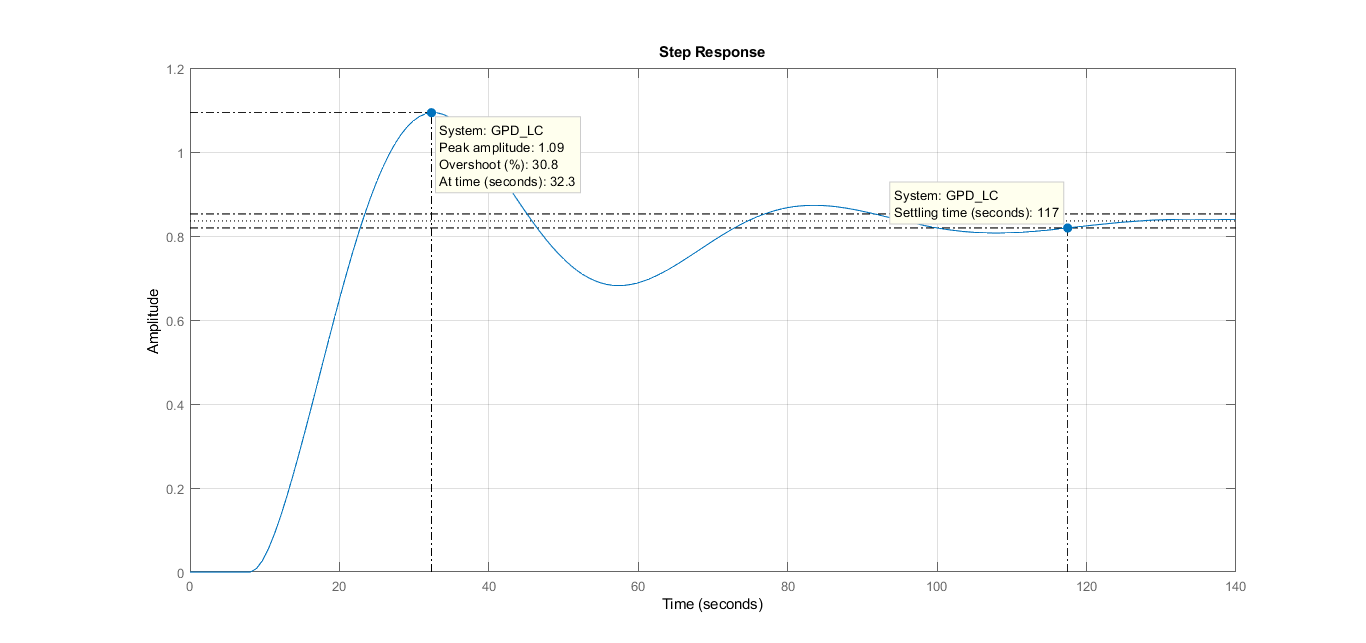 Step Response
1.2
1
0.8
0.6
0.4
0.2
0
Amplitude
System: GPD_LC
Peak amplitude: 1.09
Overshoot (%): 30.8
At time (seconds): 32.3
System: GPD_LC
Settling time (seconds): 117
0 20 40 60 80 100 120 140
Time (seconds)